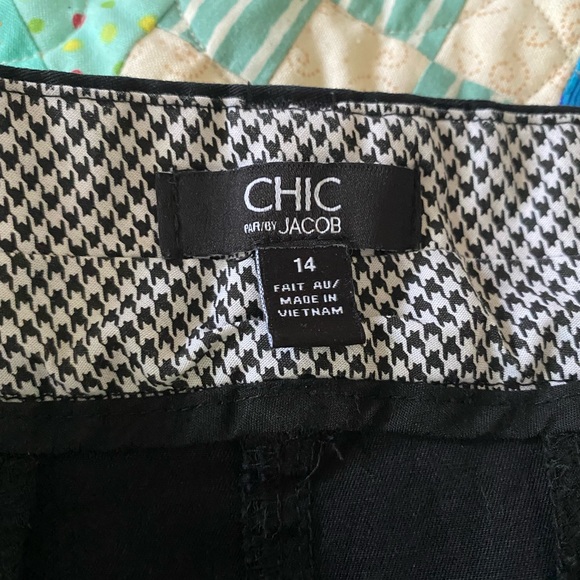 CHIC
PAR/BY JACOB
14
FAIT AU/
MADE IN
VIETNAM